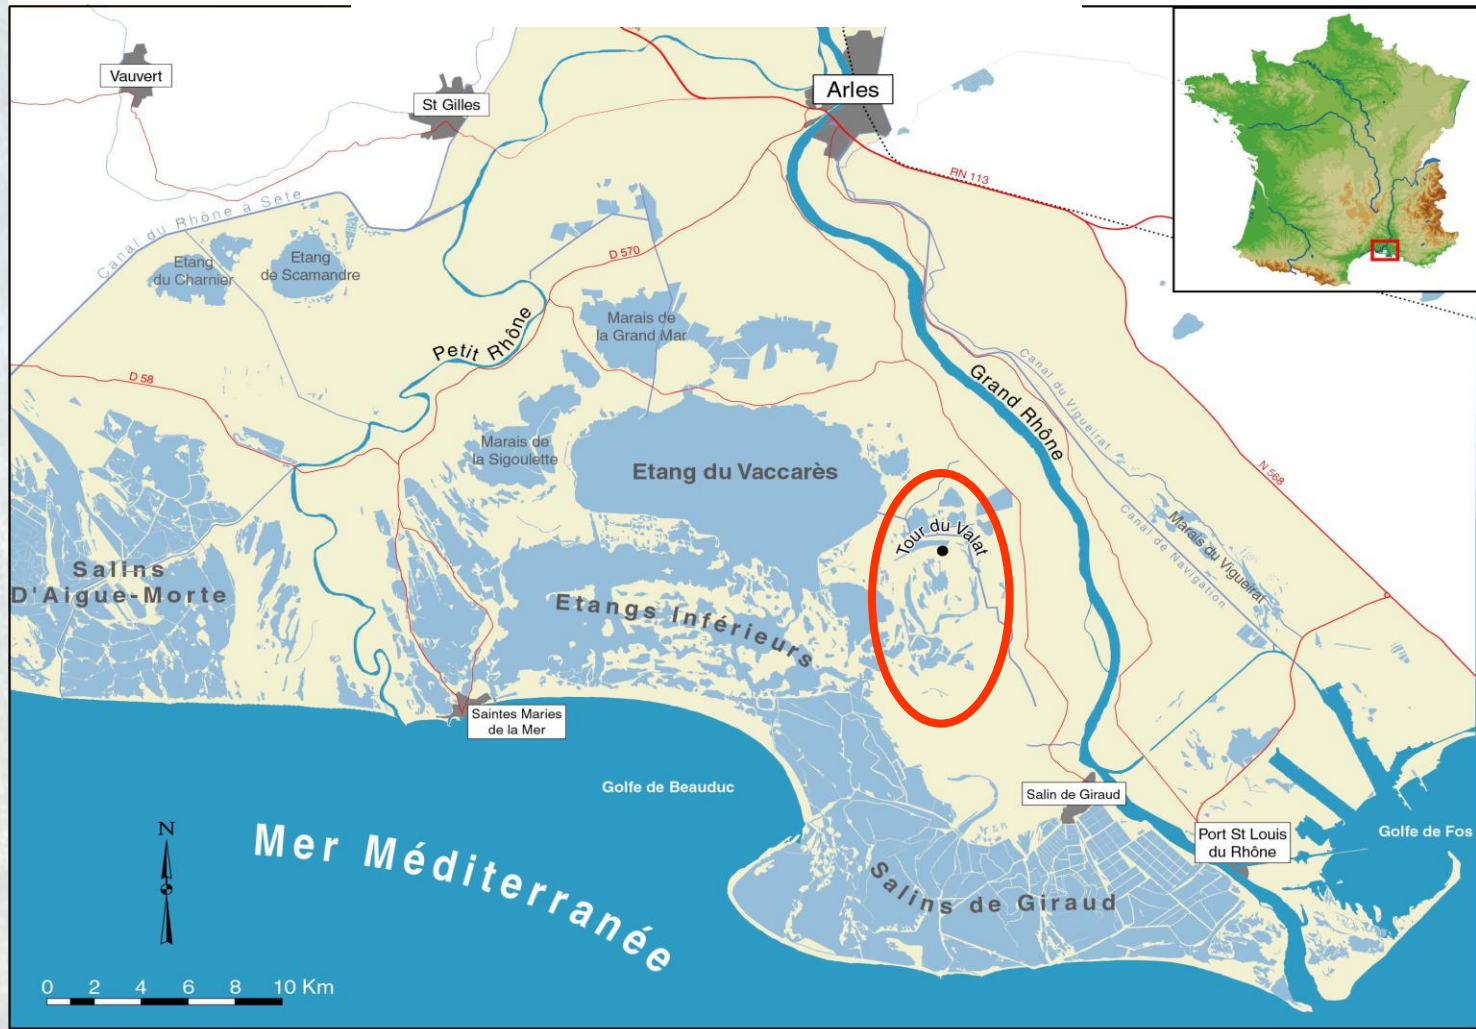 Vauvert
St Gilles
Arles
RN 113
Canal du Rhône à Sète
Etang
du Charnier
Etang
de Scamandre
D 570
Marais de
la Grand Mar
Petit Rhône
D 58
Grand Rhône
Canal du Vigueirat
Marais de
la Sigoulette
Etang du Vaccarès
N 568
Tour du Valat
Marais du Vigueirat
Canal de Navigation
Salins
D'Aigue-Morte
Etangs Inférieurs
Saintes Maries
de la Mer
Golfe de Beauduc
Salin de Giraud
Port St Louis
du Rhône
Golfe de Fos
Mer Méditerranée
Salins de Giraud
N
0 2 4 6 8 10 Km